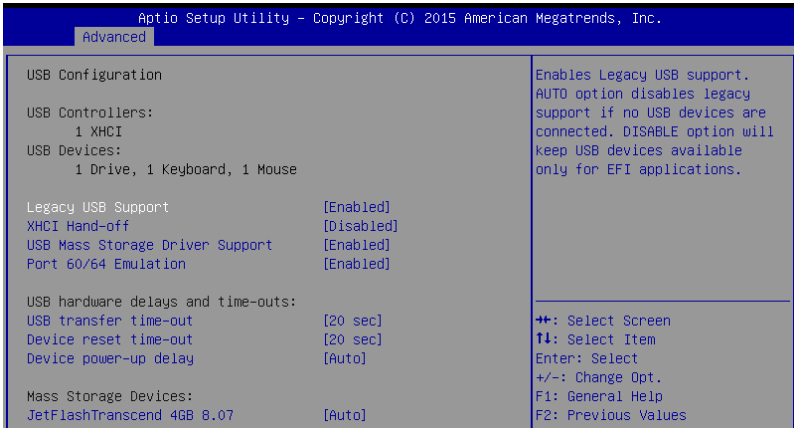 Aptio Setup Utility – Copyright (C) 2015 American Megatrends, Inc.
Advanced
USB Configuration
USB Controllers:
1 XHCI
USB Devices:
1 Drive, 1 Keyboard, 1 Mouse
Legacy USB Support [Enabled]
XHCI Hand-off [Disabled]
USB Mass Storage Driver Support [Enabled]
Port 60/64 Emulation [Enabled]
USB hardware delays and time-outs:
USB transfer time-out [20 sec]
Device reset time-out [20 sec]
Device power-up delay [Auto]
Mass Storage Devices:
JetFlashTranscend 4GB 8.07 [Auto]
Enables Legacy USB support.
AUTO option disables legacy
support if no USB devices are
connected. DISABLE option will
keep USB devices available
only for EFI applications.
→←: Select Screen
↑↓: Select Item
Enter: Select
+/-: Change Opt.
F1: General Help
F2: Previous Values